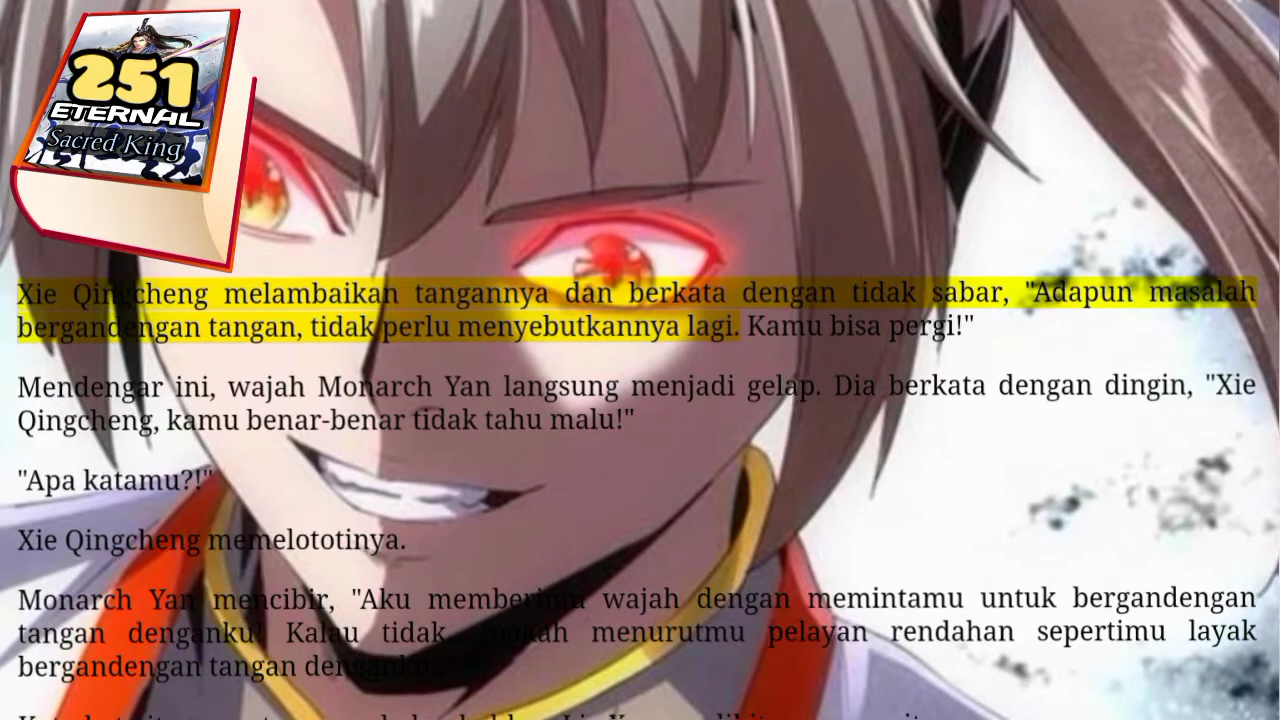 251
ETERNAL
Sacred King
Xie Qingcheng melambaikan tangannya dan berkata dengan tidak sabar, "Adapun masalah
bergandengan tangan, tidak perlu menyebutkannya lagi. Kamu bisa pergi!"
Mendengar ini, wajah Monarch Yan langsung menjadi gelap. Dia berkata dengan dingin, "Xie
Qingcheng, kamu benar-benar tidak tahu malu!"
"Apa katamu?!"
Xie Qingcheng memelototinya.
Monarch Yan mencibir, "Aku memberimu wajah dengan memintamu untuk bergandengan
tangan denganku! Kalau tidak, menurutmu pelayan rendahan sepertimu layak
bergandengan tangan denganku?"